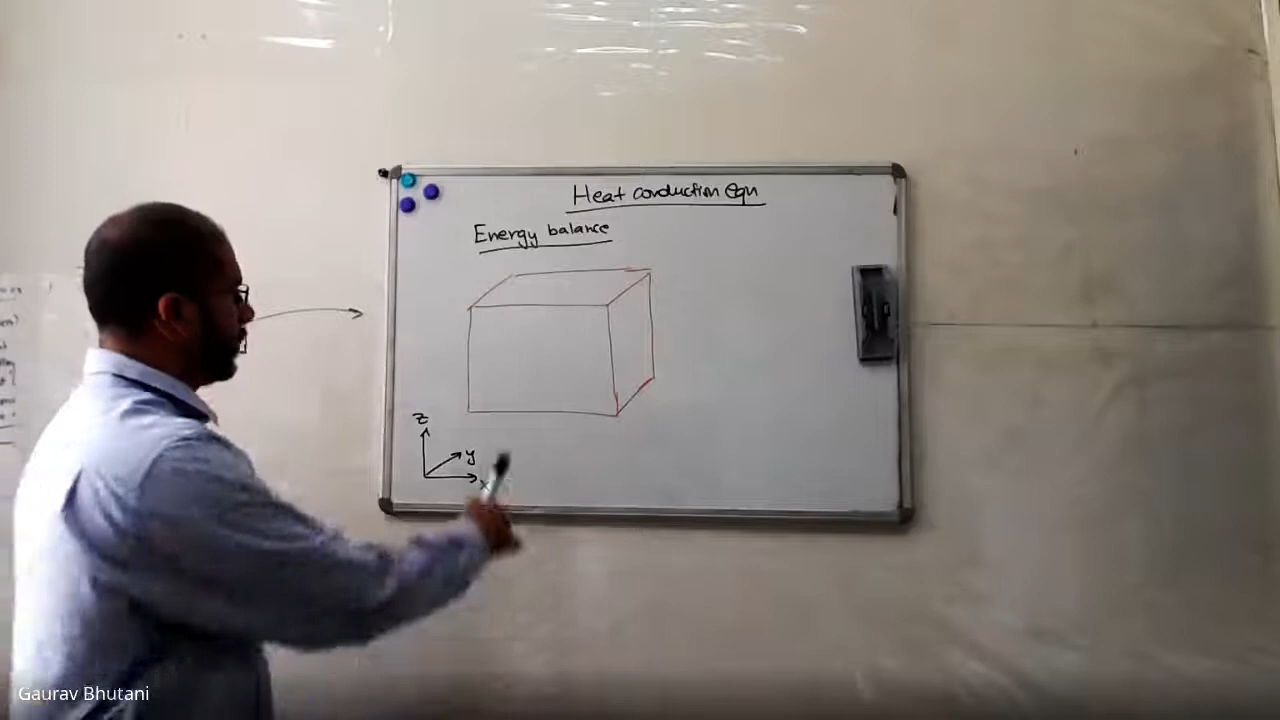 Heat conduction eqn
Energy balance
z
y
x
Gaurav Bhutani